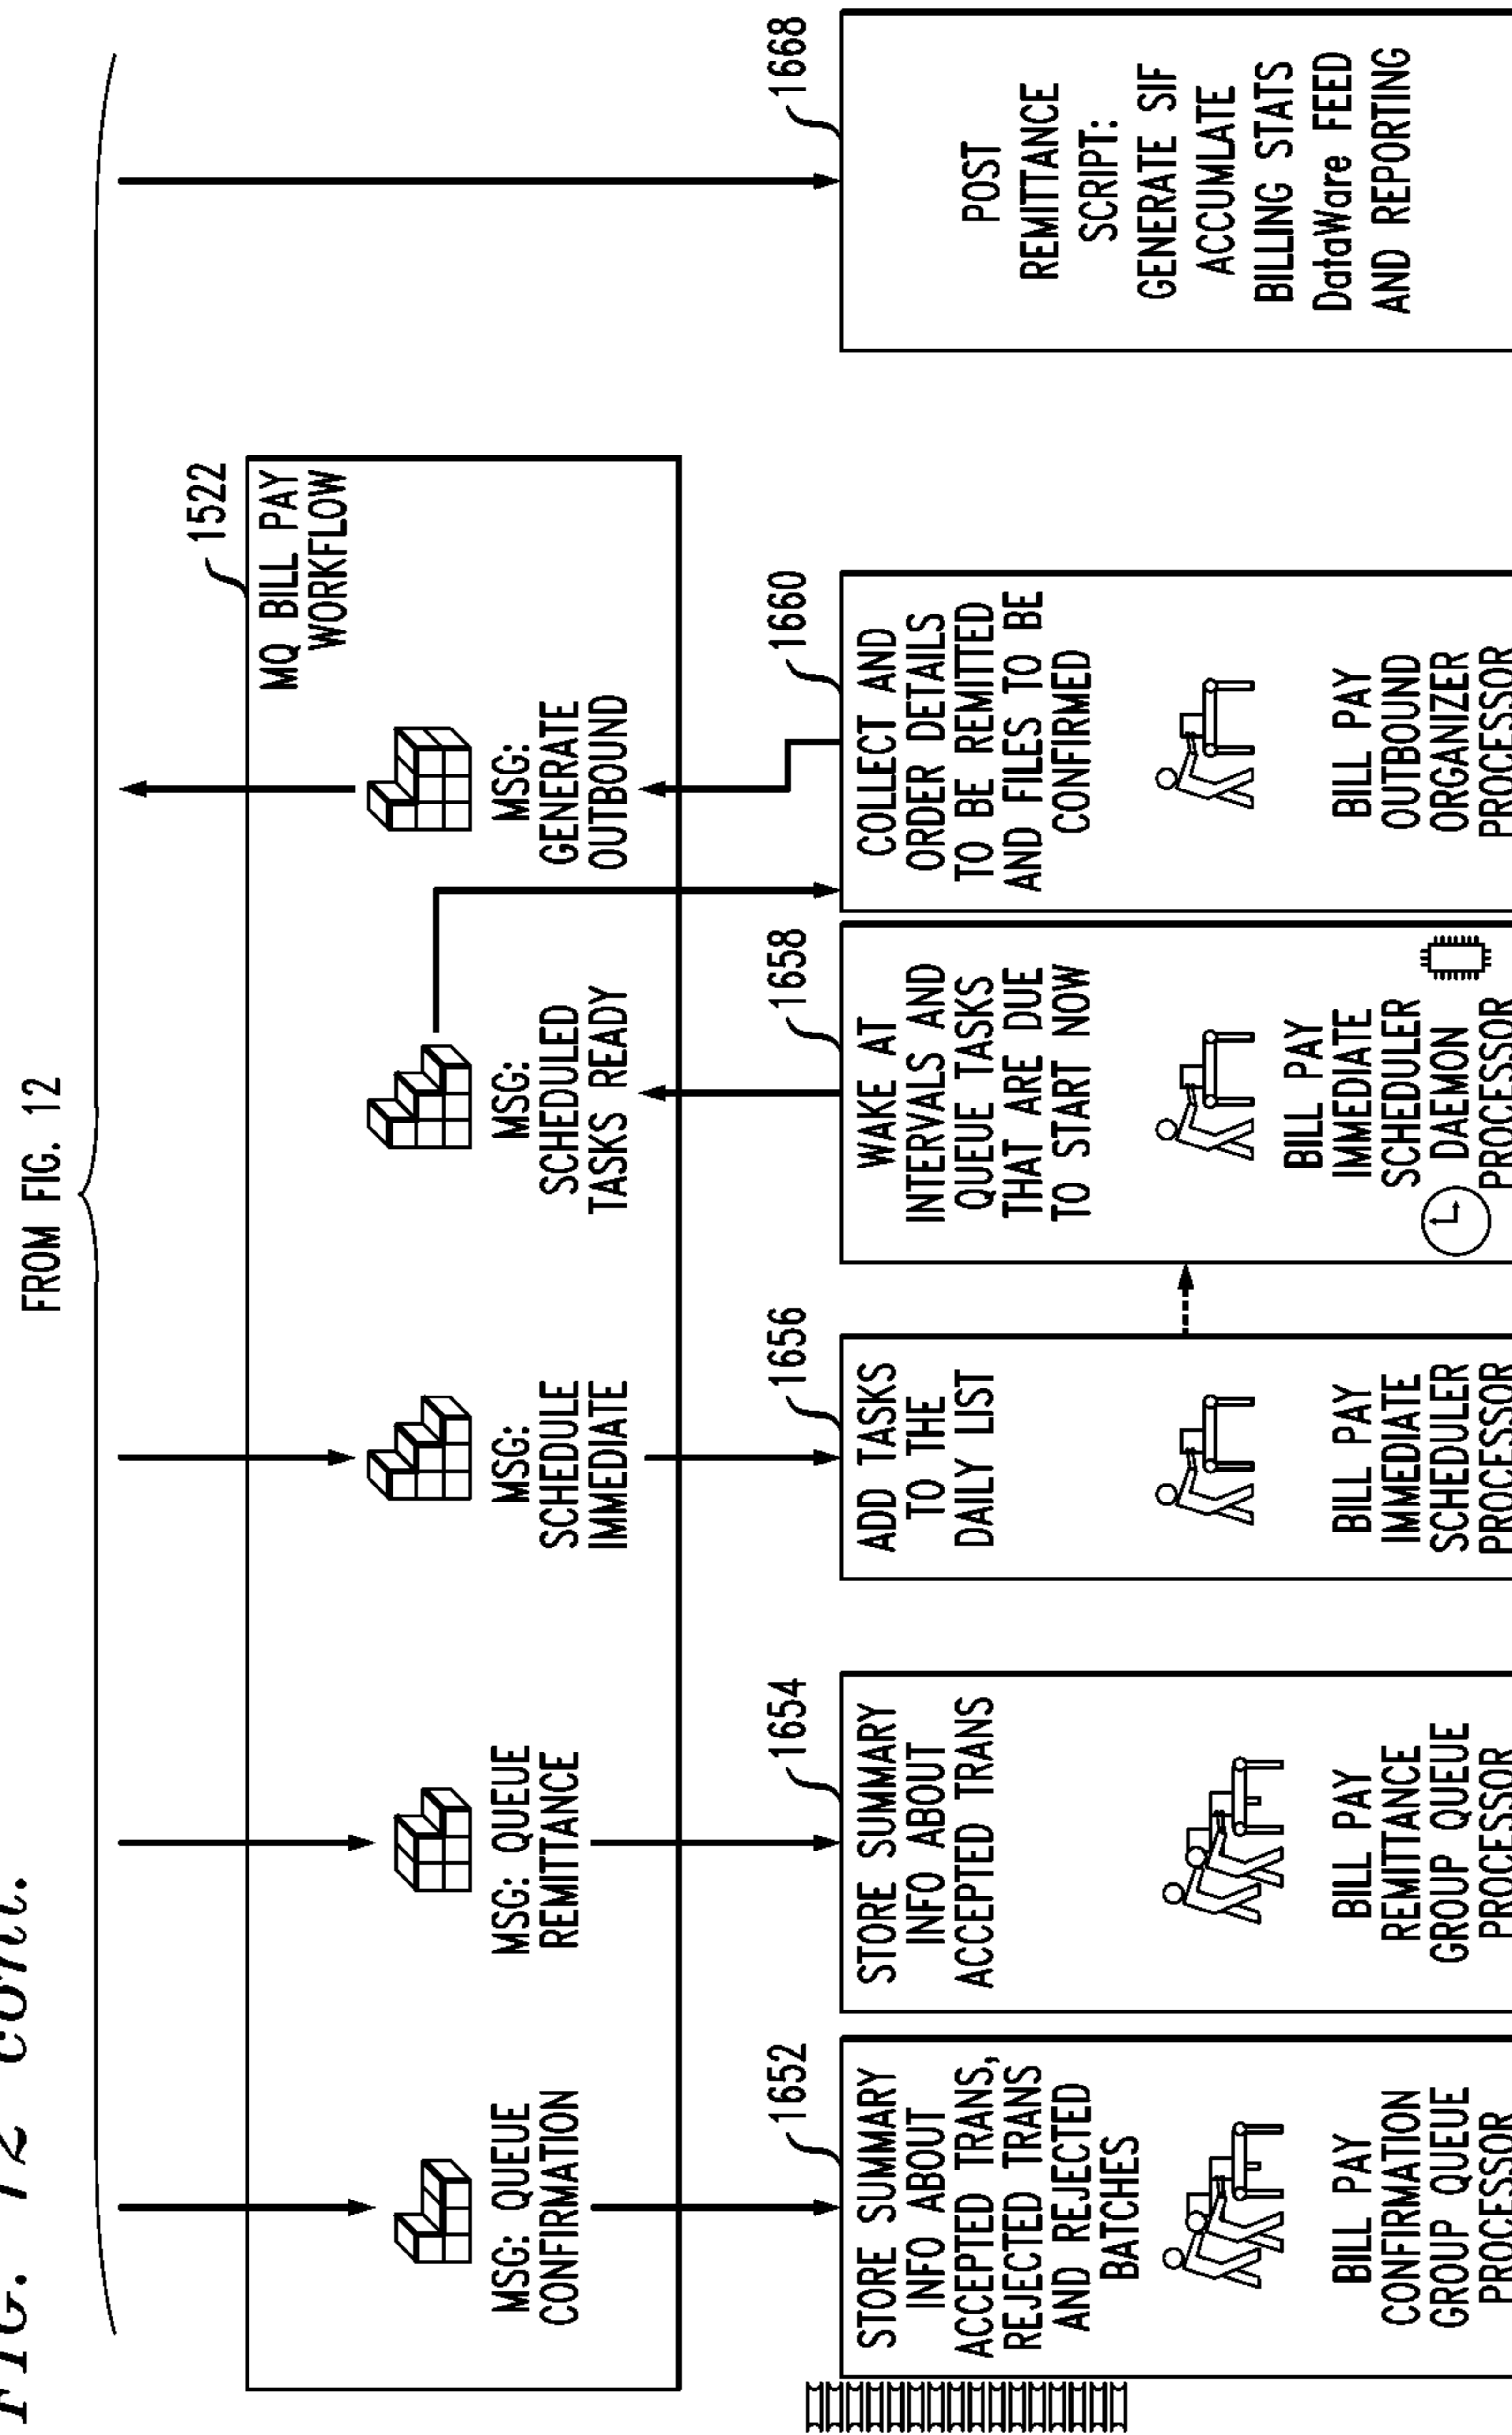 FIG. 12 cont.
FROM FIG. 12
1522
MQ BILL PAY
WORKFLOW
MSG: QUEUE
CONFIRMATION
MSG: QUEUE
REMITTANCE
MSG:
SCHEDULE
IMMEDIATE
MSG:
SCHEDULED
TASKS READY
MSG:
GENERATE
OUTBOUND
1652
STORE SUMMARY
INFO ABOUT
ACCEPTED TRANS,
REJECTED TRANS
AND REJECTED
BATCHES
BILL PAY
CONFIRMATION
GROUP QUEUE
PROCESSOR
1654
STORE SUMMARY
INFO ABOUT
ACCEPTED TRANS
BILL PAY
REMITTANCE
GROUP QUEUE
PROCESSOR
1656
ADD TASKS
TO THE
DAILY LIST
BILL PAY
IMMEDIATE
SCHEDULER
PROCESSOR
1658
WAKE AT
INTERVALS AND
QUEUE TASKS
THAT ARE DUE
TO START NOW
BILL PAY
IMMEDIATE
SCHEDULER
DAEMON
PROCESSOR
1660
COLLECT AND
ORDER DETAILS
TO BE REMITTED
AND FILES TO BE
CONFIRMED
BILL PAY
OUTBOUND
ORGANIZER
PROCESSOR
1668
POST
REMITTANCE
SCRIPT:
GENERATE SIF
ACCUMLATE
BILLING STATS
DataWare FEED
AND REPORTING